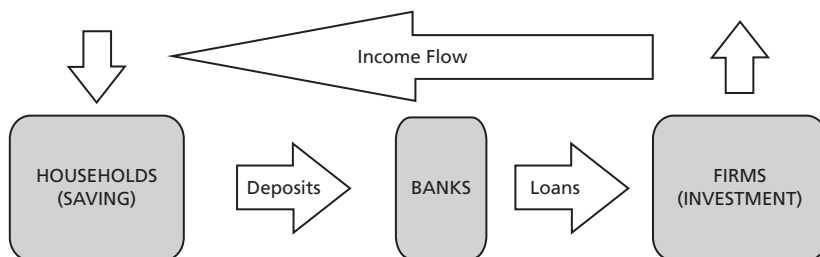 Income Flow
HOUSEHOLDS
(SAVING)
Deposits
BANKS
Loans
FIRMS
(INVESTMENT)